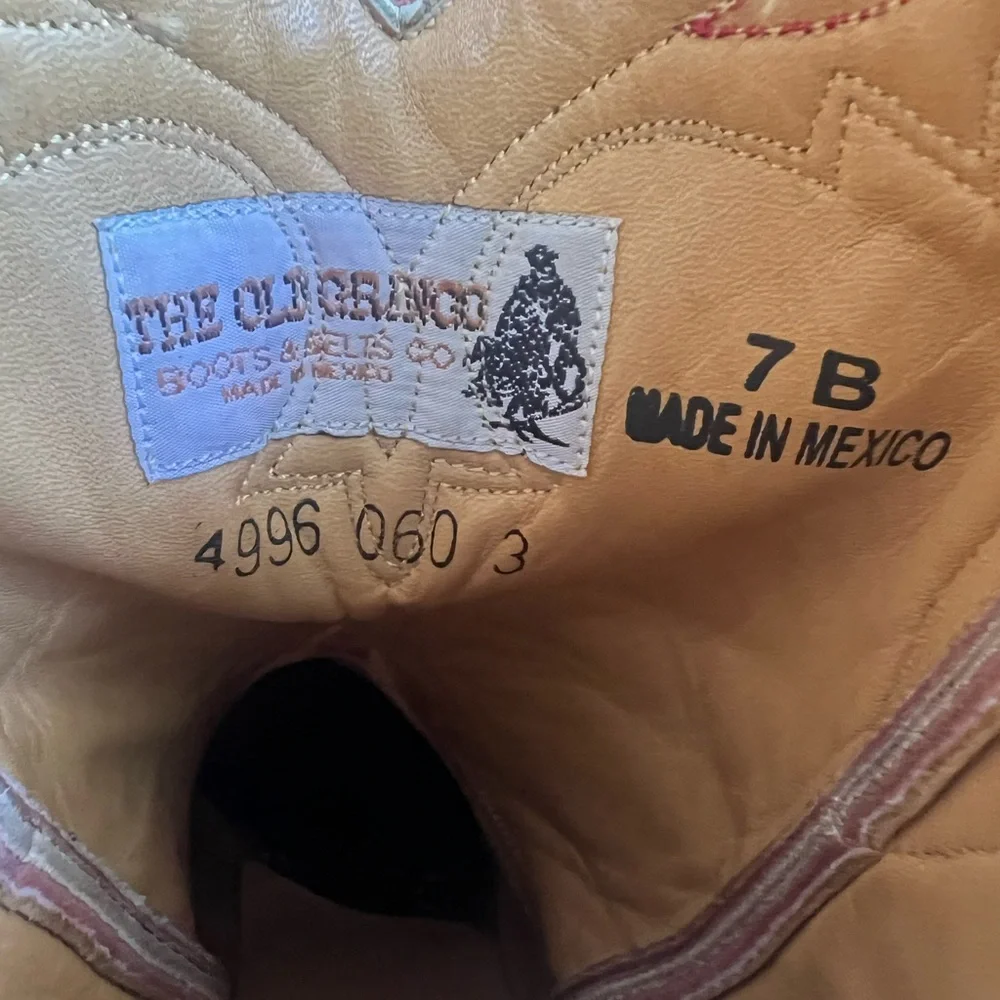 THE OLD GRINGO
BOOTS & BELTS CO
MADE IN MEXICO
7 B
MADE IN MEXICO
4996 060 3